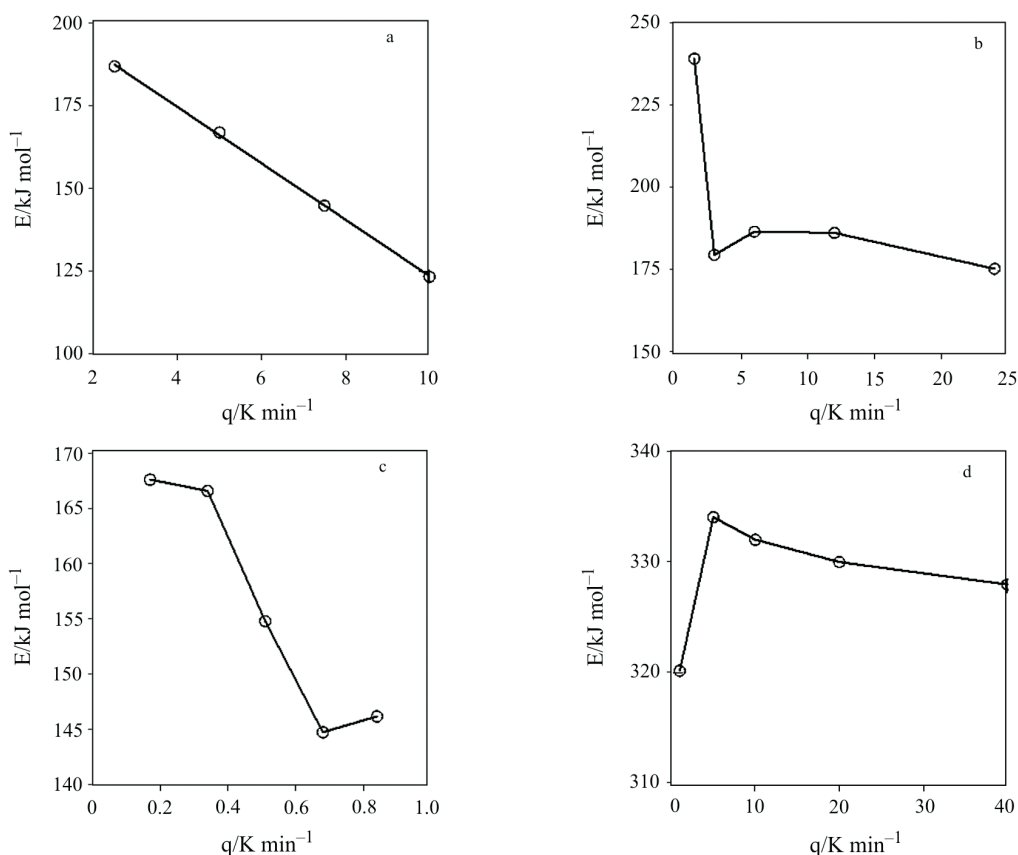 a
E/kJ mol⁻¹
200
175
150
125
100
2 4 6 8 10
q/K min⁻¹
b
E/kJ mol⁻¹
250
225
200
175
150
0 5 10 15 20 25
q/K min⁻¹
c
E/kJ mol⁻¹
170
165
160
155
150
145
140
0 0.2 0.4 0.6 0.8 1.0
q/K min⁻¹
d
E/kJ mol⁻¹
340
330
320
310
0 10 20 30 40
q/K min⁻¹